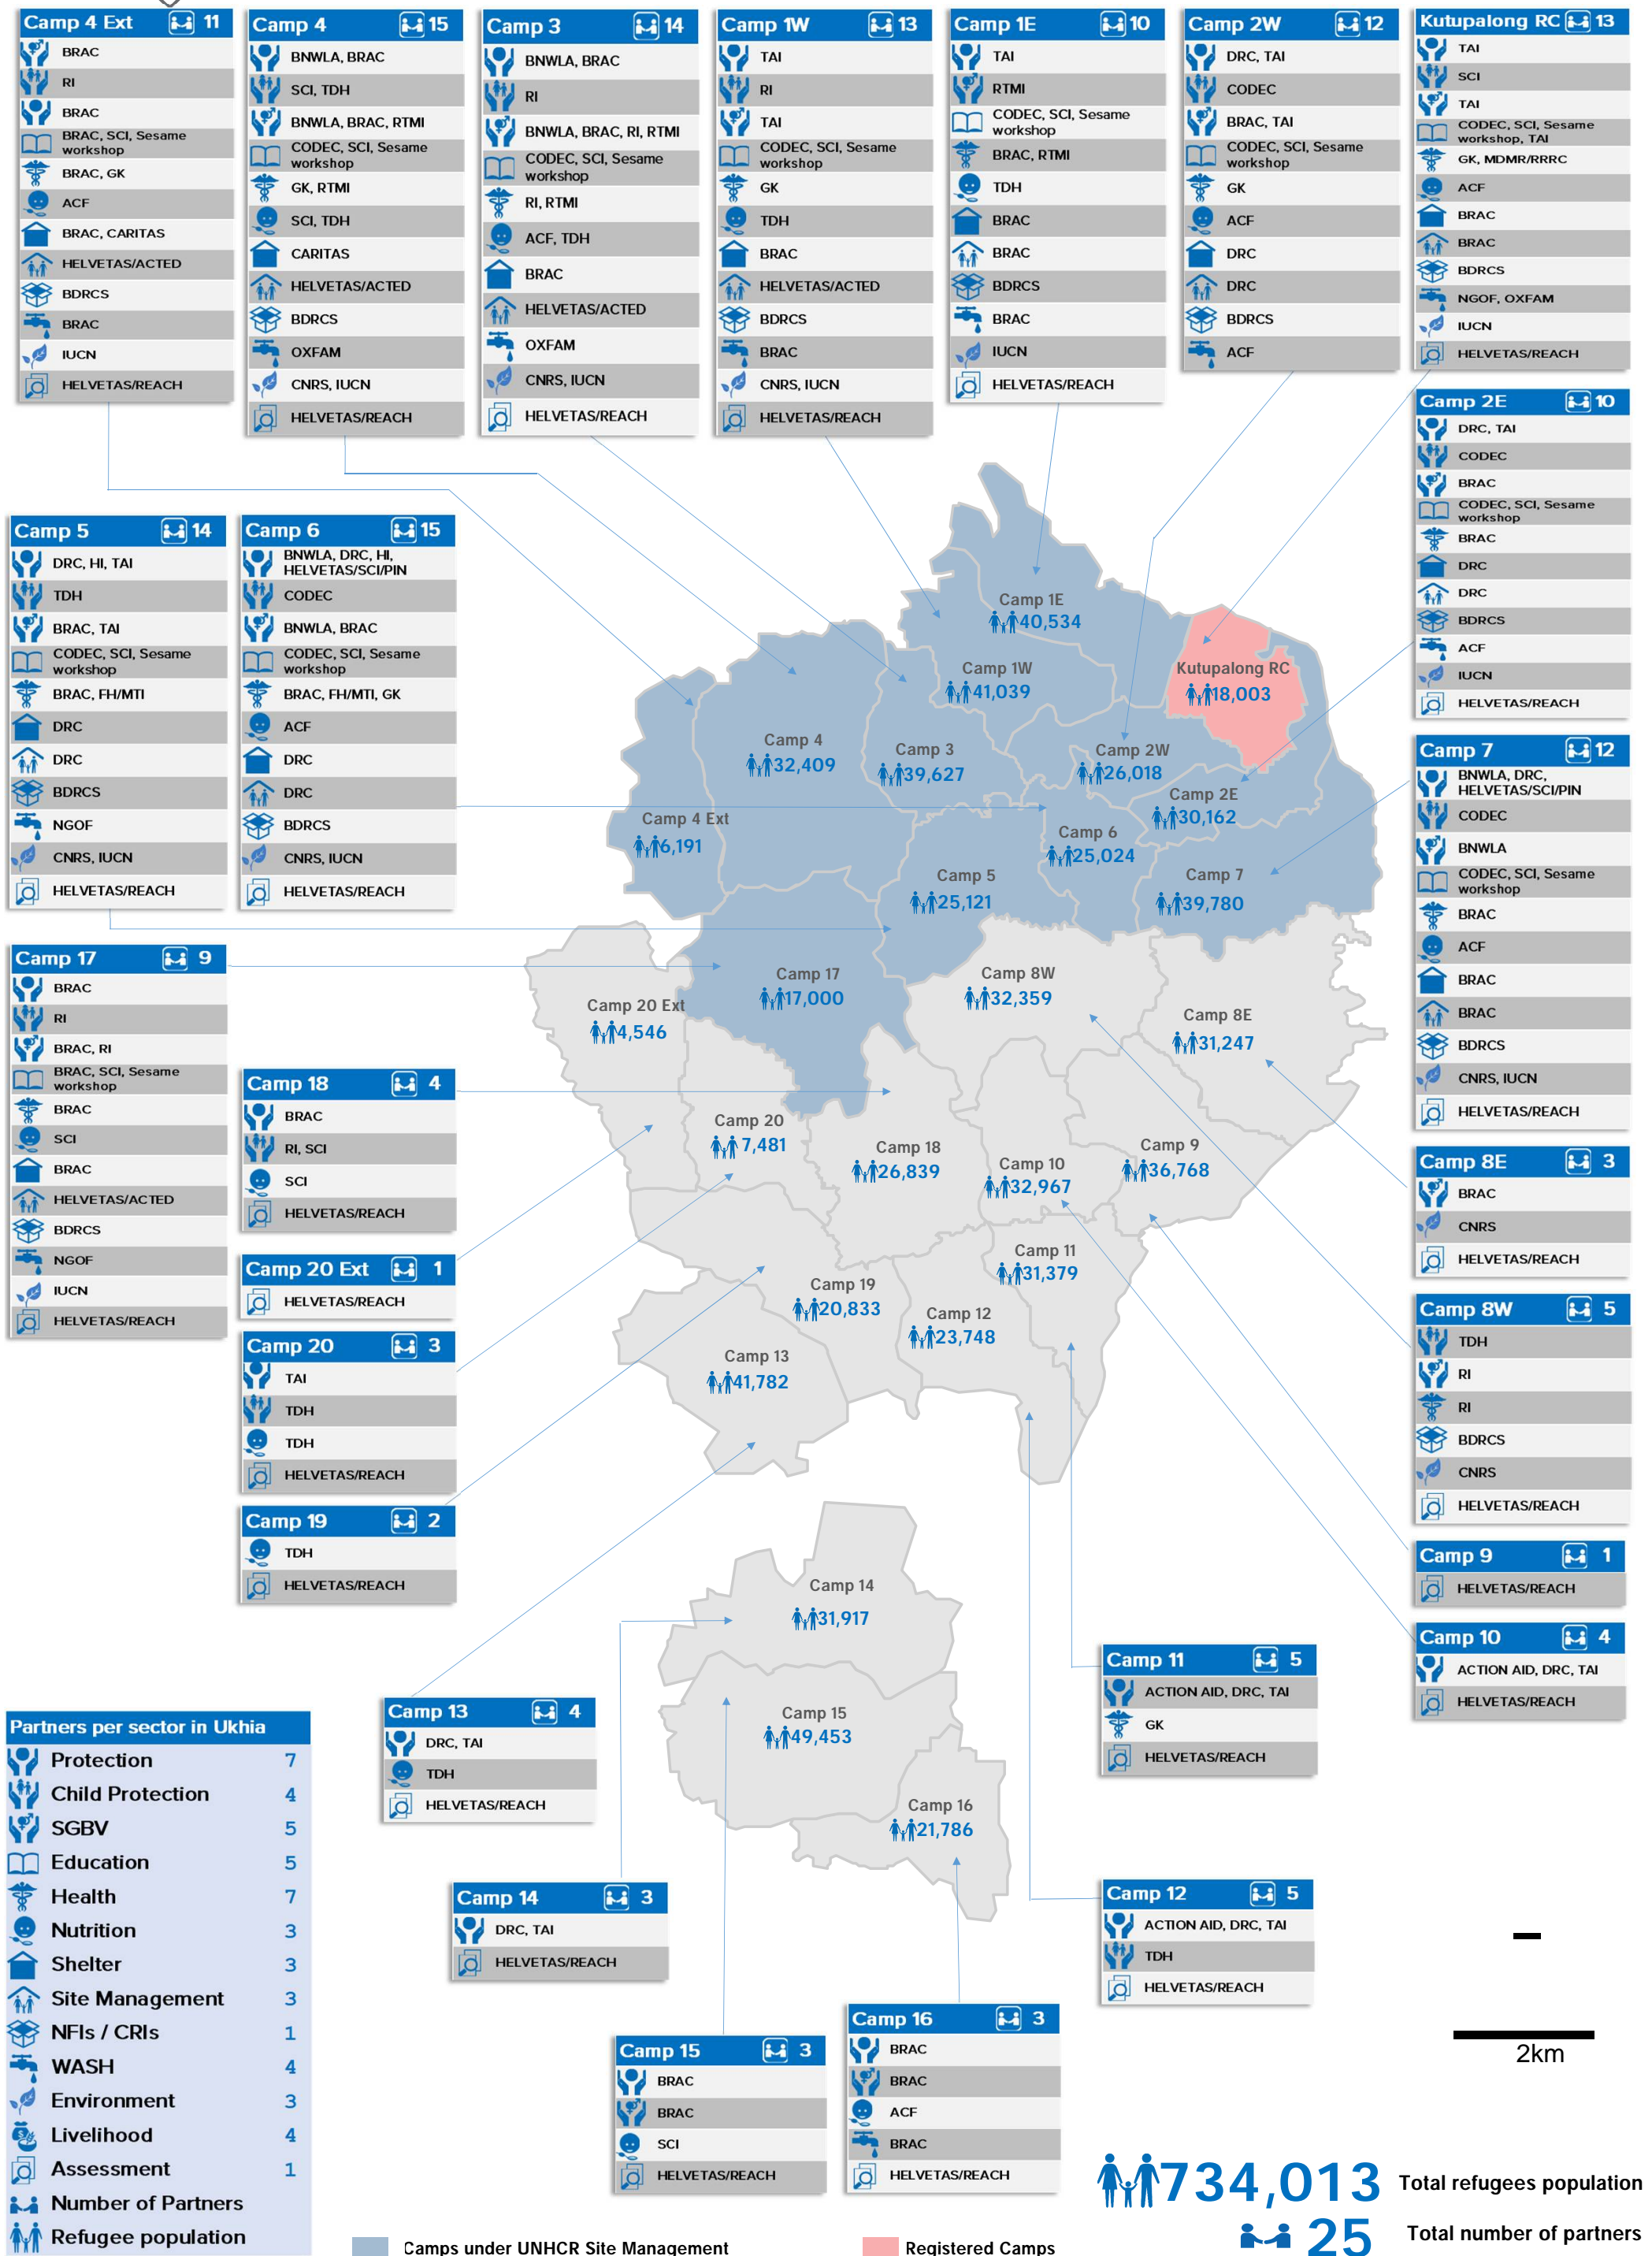 Camp 4 Ext 11
BRAC
RI
BRAC
BRAC, SCI, Sesame
workshop
BRAC, GK
ACF
BRAC, CARITAS
HELVETAS/ACTED
BDRCS
BRAC
IUCN
HELVETAS/REACH
Camp 4 15
BNWLA, BRAC
SCI, TDH
BNWLA, BRAC, RTMI
CODEC, SCI, Sesame
workshop
GK, RTMI
SCI, TDH
CARITAS
HELVETAS/ACTED
BDRCS
OXFAM
CNRS, IUCN
HELVETAS/REACH
Camp 3 14
BNWLA, BRAC
RI
BNWLA, BRAC, RI, RTMI
CODEC, SCI, Sesame
workshop
RI, RTMI
ACF, TDH
BRAC
HELVETAS/ACTED
OXFAM
CNRS, IUCN
HELVETAS/REACH
Camp 1W 13
TAI
RI
TAI
CODEC, SCI, Sesame
workshop
GK
TDH
BRAC
HELVETAS/ACTED
BDRCS
BRAC
CNRS, IUCN
HELVETAS/REACH
Camp 1E 10
TAI
RTMI
CODEC, SCI, Sesame
workshop
BRAC, RTMI
TDH
BRAC
BRAC
BDRCS
BRAC
IUCN
HELVETAS/REACH
Camp 2W 12
DRC, TAI
CODEC
BRAC, TAI
CODEC, SCI, Sesame
workshop
GK
ACF
DRC
DRC
BDRCS
ACF
Kutupalong RC 13
TAI
SCI
TAI
CODEC, SCI, Sesame
workshop, TAI
GK, MDMR/RRRC
ACF
BRAC
BRAC
BDRCS
NGOF, OXFAM
IUCN
HELVETAS/REACH
Camp 2E 10
DRC, TAI
CODEC
BRAC
CODEC, SCI, Sesame
workshop
BRAC
DRC
DRC
BDRCS
ACF
IUCN
HELVETAS/REACH
Camp 5 14
DRC, HI, TAI
TDH
BRAC, TAI
CODEC, SCI, Sesame
workshop
BRAC, FH/MTI
DRC
DRC
BDRCS
NGOF
CNRS, IUCN
HELVETAS/REACH
Camp 6 15
BNWLA, DRC, HI,
HELVETAS/SCI/PIN
CODEC
BNWLA, BRAC
CODEC, SCI, Sesame
workshop
BRAC, FH/MTI, GK
ACF
DRC
DRC
BDRCS
CNRS, IUCN
HELVETAS/REACH
Camp 7 12
BNWLA, DRC,
HELVETAS/SCI/PIN
CODEC
BNWLA
CODEC, SCI, Sesame
workshop
BRAC
ACF
BRAC
BRAC
BDRCS
CNRS, IUCN
HELVETAS/REACH
Camp 1E
40,534
Camp 1W
41,039
Kutupalong RC
18,003
Camp 4
32,409
Camp 3
39,627
Camp 2W
26,018
Camp 2E
30,162
Camp 4 Ext
6,191
Camp 6
25,024
Camp 5
25,121
Camp 7
39,780
Camp 17
17,000
Camp 8W
32,359
Camp 20 Ext
4,546
Camp 8E
31,247
Camp 20
7,481
Camp 18
26,839
Camp 10
32,967
Camp 9
36,768
Camp 11
31,379
Camp 19
20,833
Camp 12
23,748
Camp 13
41,782
Camp 14
31,917
Camp 15
49,453
Camp 16
21,786
Camp 17 9
BRAC
RI
BRAC, RI
BRAC, SCI, Sesame
workshop
BRAC
SCI
BRAC
HELVETAS/ACTED
BDRCS
NGOF
IUCN
HELVETAS/REACH
Camp 18 4
BRAC
RI, SCI
SCI
HELVETAS/REACH
Camp 20 Ext 1
HELVETAS/REACH
Camp 20 3
TAI
TDH
TDH
HELVETAS/REACH
Camp 19 2
TDH
HELVETAS/REACH
Camp 8E 3
BRAC
CNRS
HELVETAS/REACH
Camp 8W 5
TDH
RI
RI
BDRCS
CNRS
HELVETAS/REACH
Camp 9 1
HELVETAS/REACH
Camp 10 4
ACTION AID, DRC, TAI
HELVETAS/REACH
Camp 11 5
ACTION AID, DRC, TAI
GK
HELVETAS/REACH
Camp 13 4
DRC, TAI
TDH
HELVETAS/REACH
Camp 14 3
DRC, TAI
HELVETAS/REACH
Camp 12 5
ACTION AID, DRC, TAI
TDH
HELVETAS/REACH
Camp 15 3
BRAC
BRAC
SCI
HELVETAS/REACH
Camp 16 3
BRAC
BRAC
ACF
BRAC
HELVETAS/REACH
Partners per sector in Ukhia
Protection 7
Child Protection 4
SGBV 5
Education 5
Health 7
Nutrition 3
Shelter 3
Site Management 3
NFIs / CRIs 1
WASH 4
Environment 3
Livelihood 4
Assessment 1
Number of Partners
Refugee population
2km
734,013 Total refugees population
25 Total number of partners
Camps under UNHCR Site Management
Registered Camps